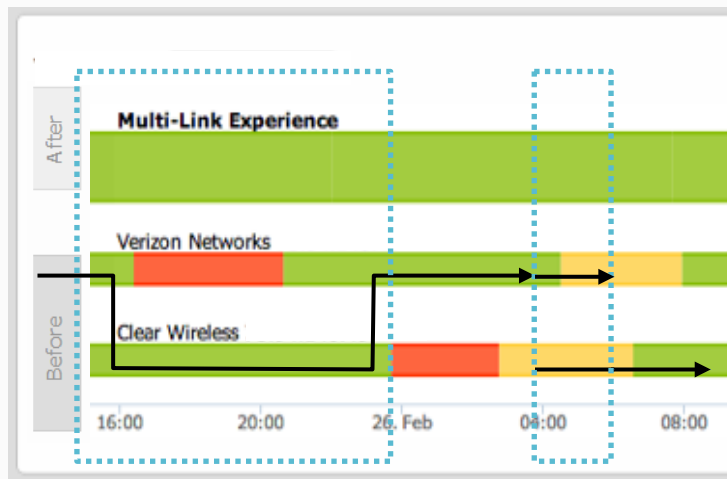 After
Multi-Link Experience
Verizon Networks
Before
Clear Wireless
16:00
20:00
26. Feb
04:00
08:00